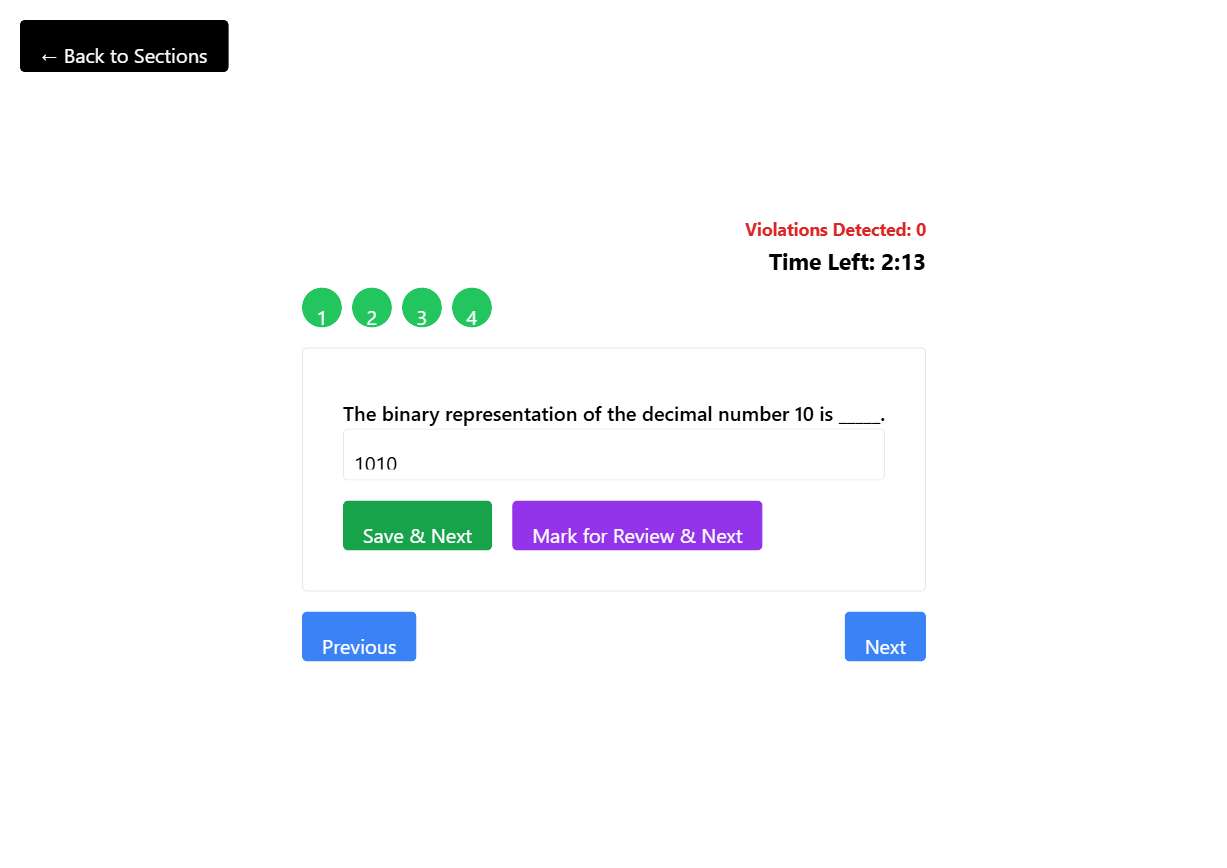 ← Back to Sections
Violations Detected: 0
Time Left: 2:13
1 2 3 4
The binary representation of the decimal number 10 is _____.
1010
Save & Next Mark for Review & Next
Previous Next